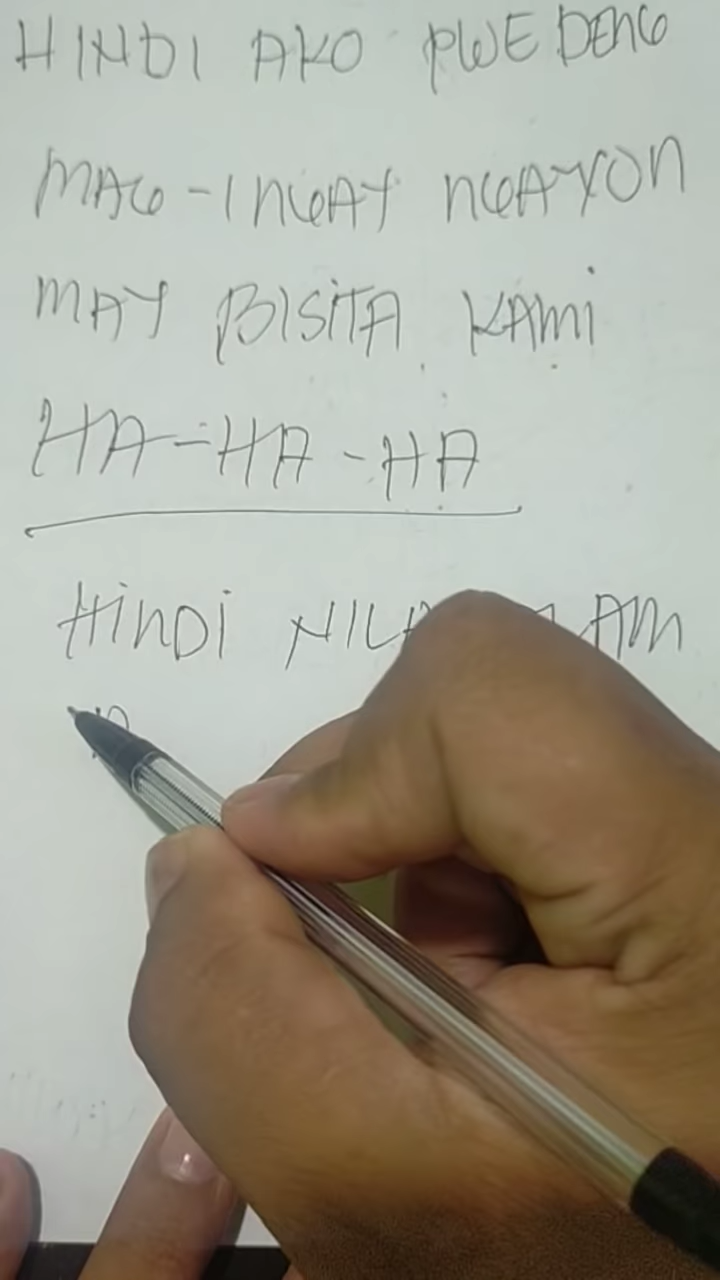 HINDI AKO PWEDENG
MAG-INGAY NGAYON
MAY BISITA KAMI
HA-HA-HA
HINDI